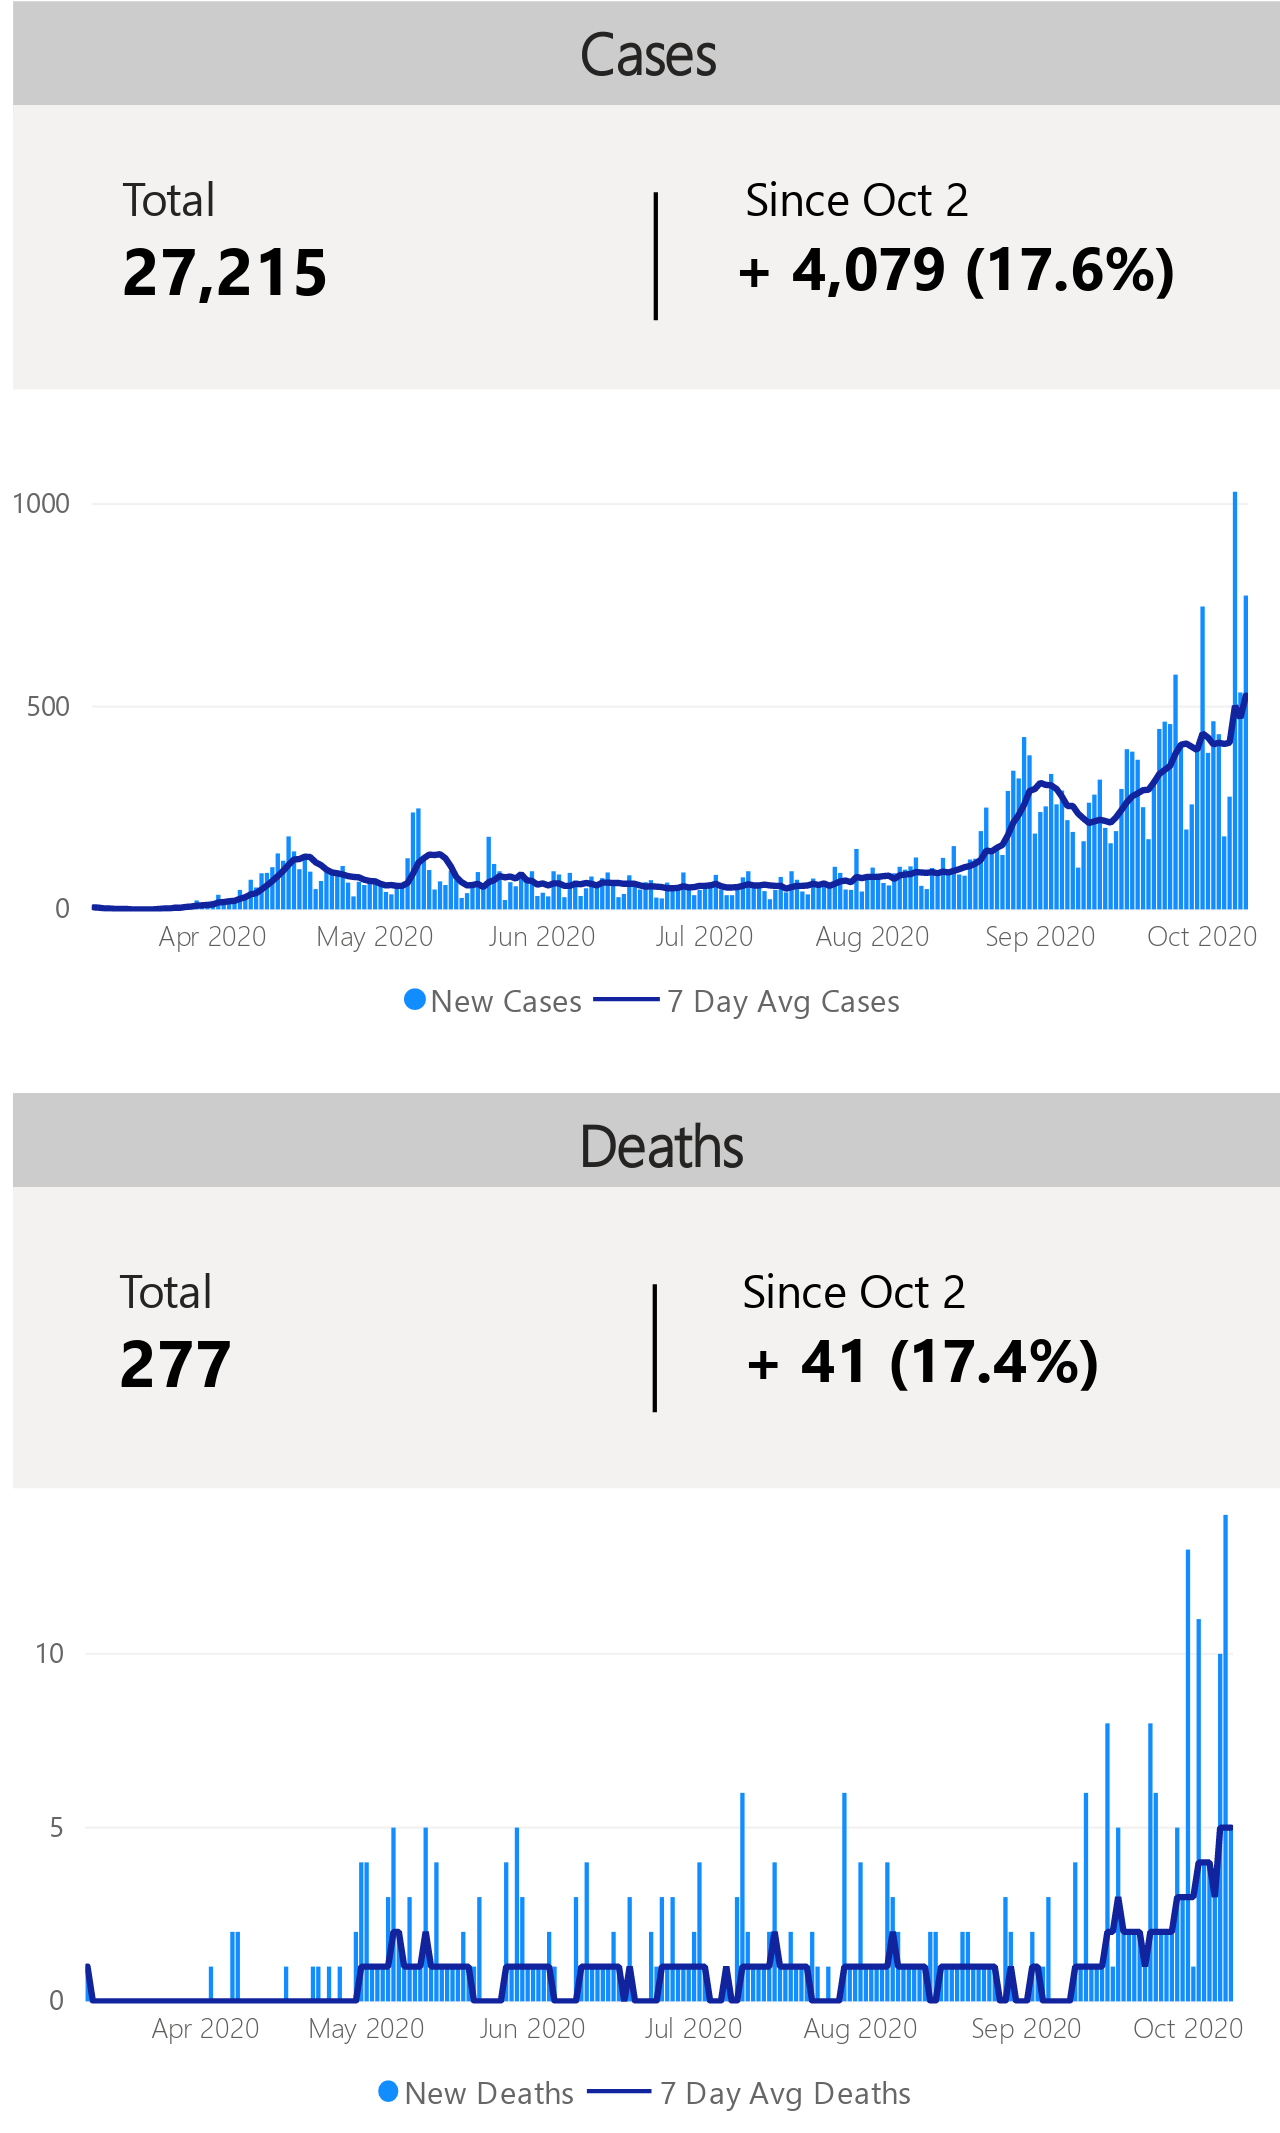 Cases
Total
Since Oct 2
27,215
+ 4,079 (17.6%)
1000
500
0
Apr 2020 May 2020 Jun 2020 Jul 2020 Aug 2020 Sep 2020 Oct 2020
New Cases 7 Day Avg Cases
Deaths
Total
Since Oct 2
277
+ 41 (17.4%)
10
5
0
Apr 2020 May 2020 Jun 2020 Jul 2020 Aug 2020 Sep 2020 Oct 2020
New Deaths 7 Day Avg Deaths